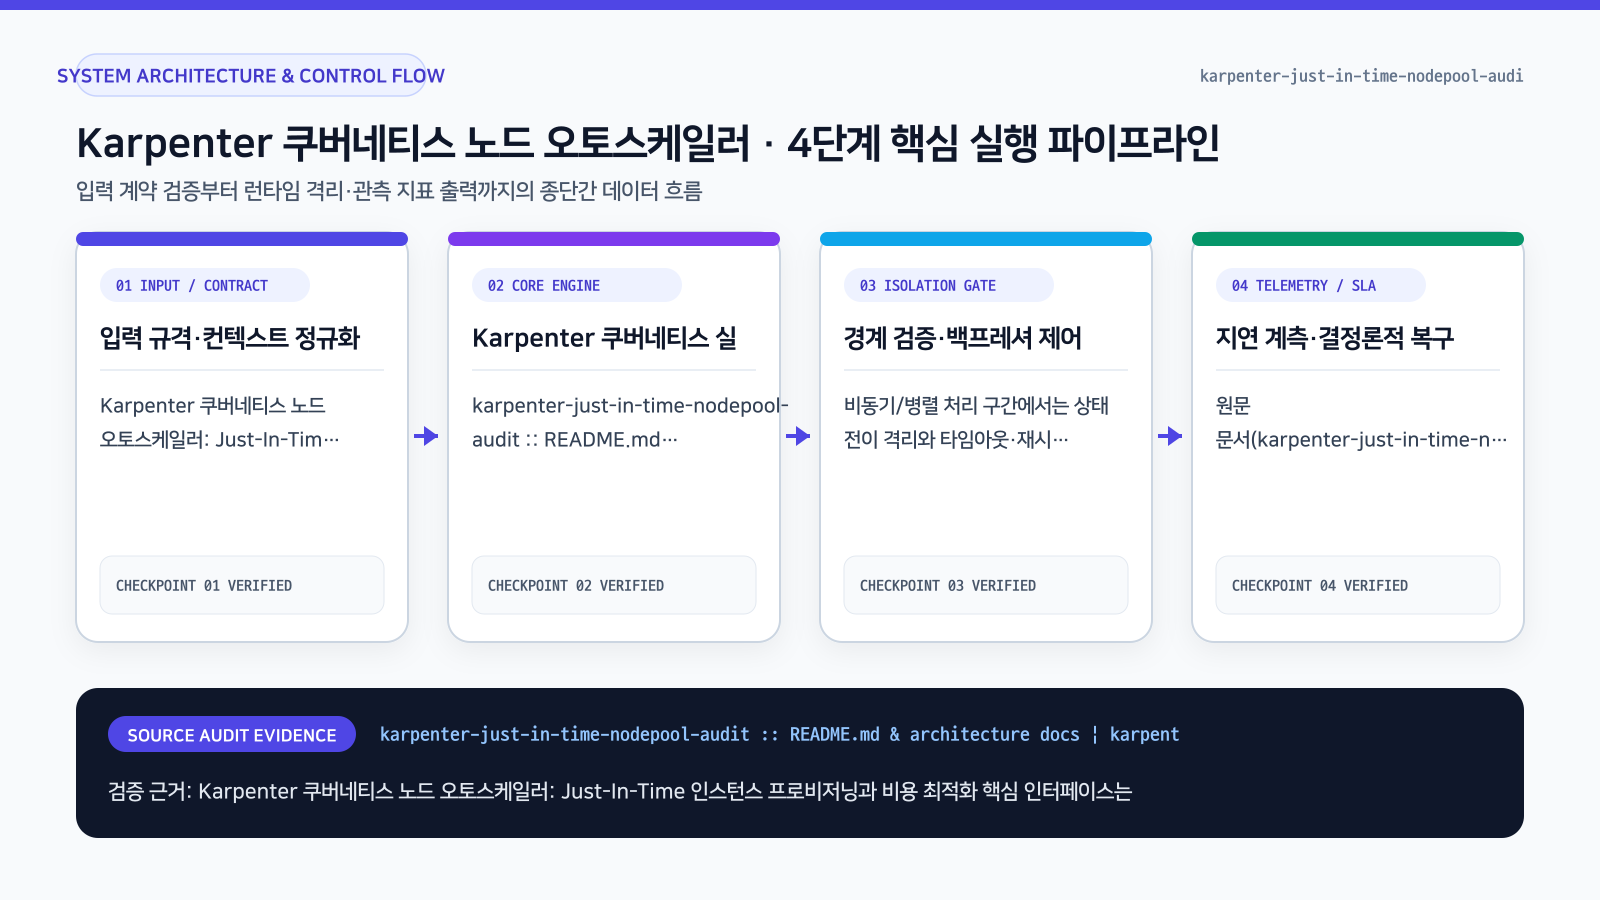 SYSTEM ARCHITECTURE & CONTROL FLOW
karpenter-just-in-time-nodepool-audi
Karpenter 쿠버네티스 노드 오토스케일러 · 4단계 핵심 실행 파이프라인
입력 계약 검증부터 런타임 격리·관측 지표 출력까지의 종단간 데이터 흐름
01 INPUT / CONTRACT
입력 규격·컨텍스트 정규화
Karpenter 쿠버네티스 노드
오토스케일러: Just-In-Tim…
CHECKPOINT 01 VERIFIED
02 CORE ENGINE
Karpenter 쿠버네티스 실
karpenter-just-in-time-nodepool-
audit :: README.md…
CHECKPOINT 02 VERIFIED
03 ISOLATION GATE
경계 검증·백프레셔 제어
비동기/병렬 처리 구간에서는 상태
전이 격리와 타임아웃·재시…
CHECKPOINT 03 VERIFIED
04 TELEMETRY / SLA
지연 계측·결정론적 복구
원문
문서(karpenter-just-in-time-n…
CHECKPOINT 04 VERIFIED
SOURCE AUDIT EVIDENCE
karpenter-just-in-time-nodepool-audit :: README.md & architecture docs ¦ karpent
검증 근거: Karpenter 쿠버네티스 노드 오토스케일러: Just-In-Time 인스턴스 프로비저닝과 비용 최적화 핵심 인터페이스는